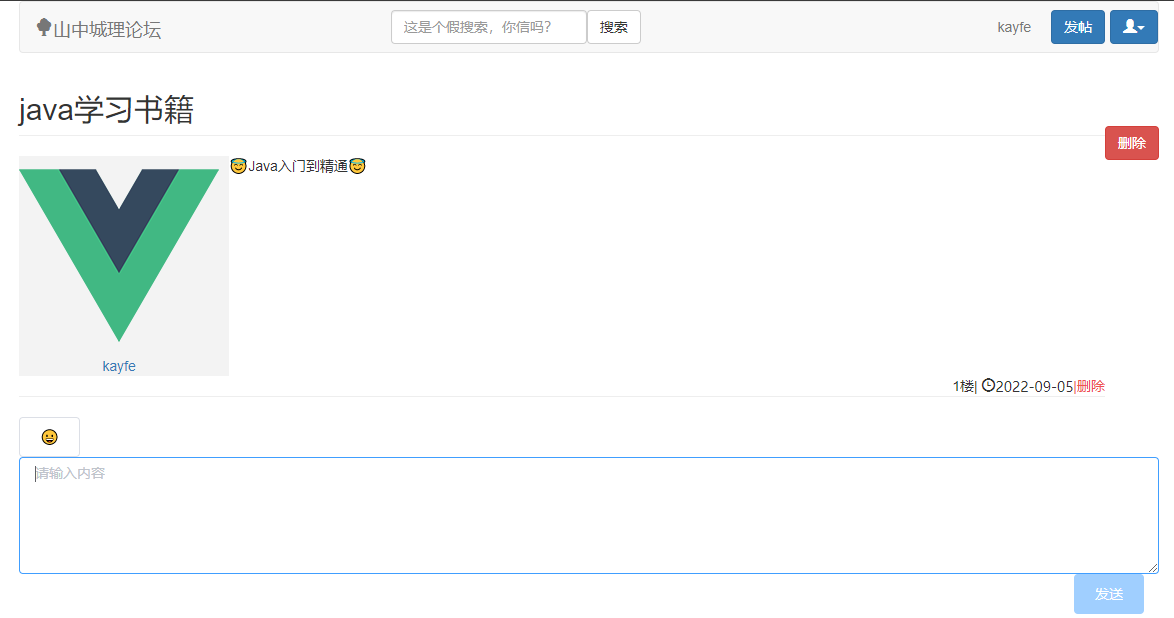 山中城理论坛
这是个假搜索，你信吗？
搜索
kayfe
发帖
java学习书籍
删除
😇Java入门到精通😇
kayfe
1楼| 2022-09-05|删除
😀
请输入内容
发送